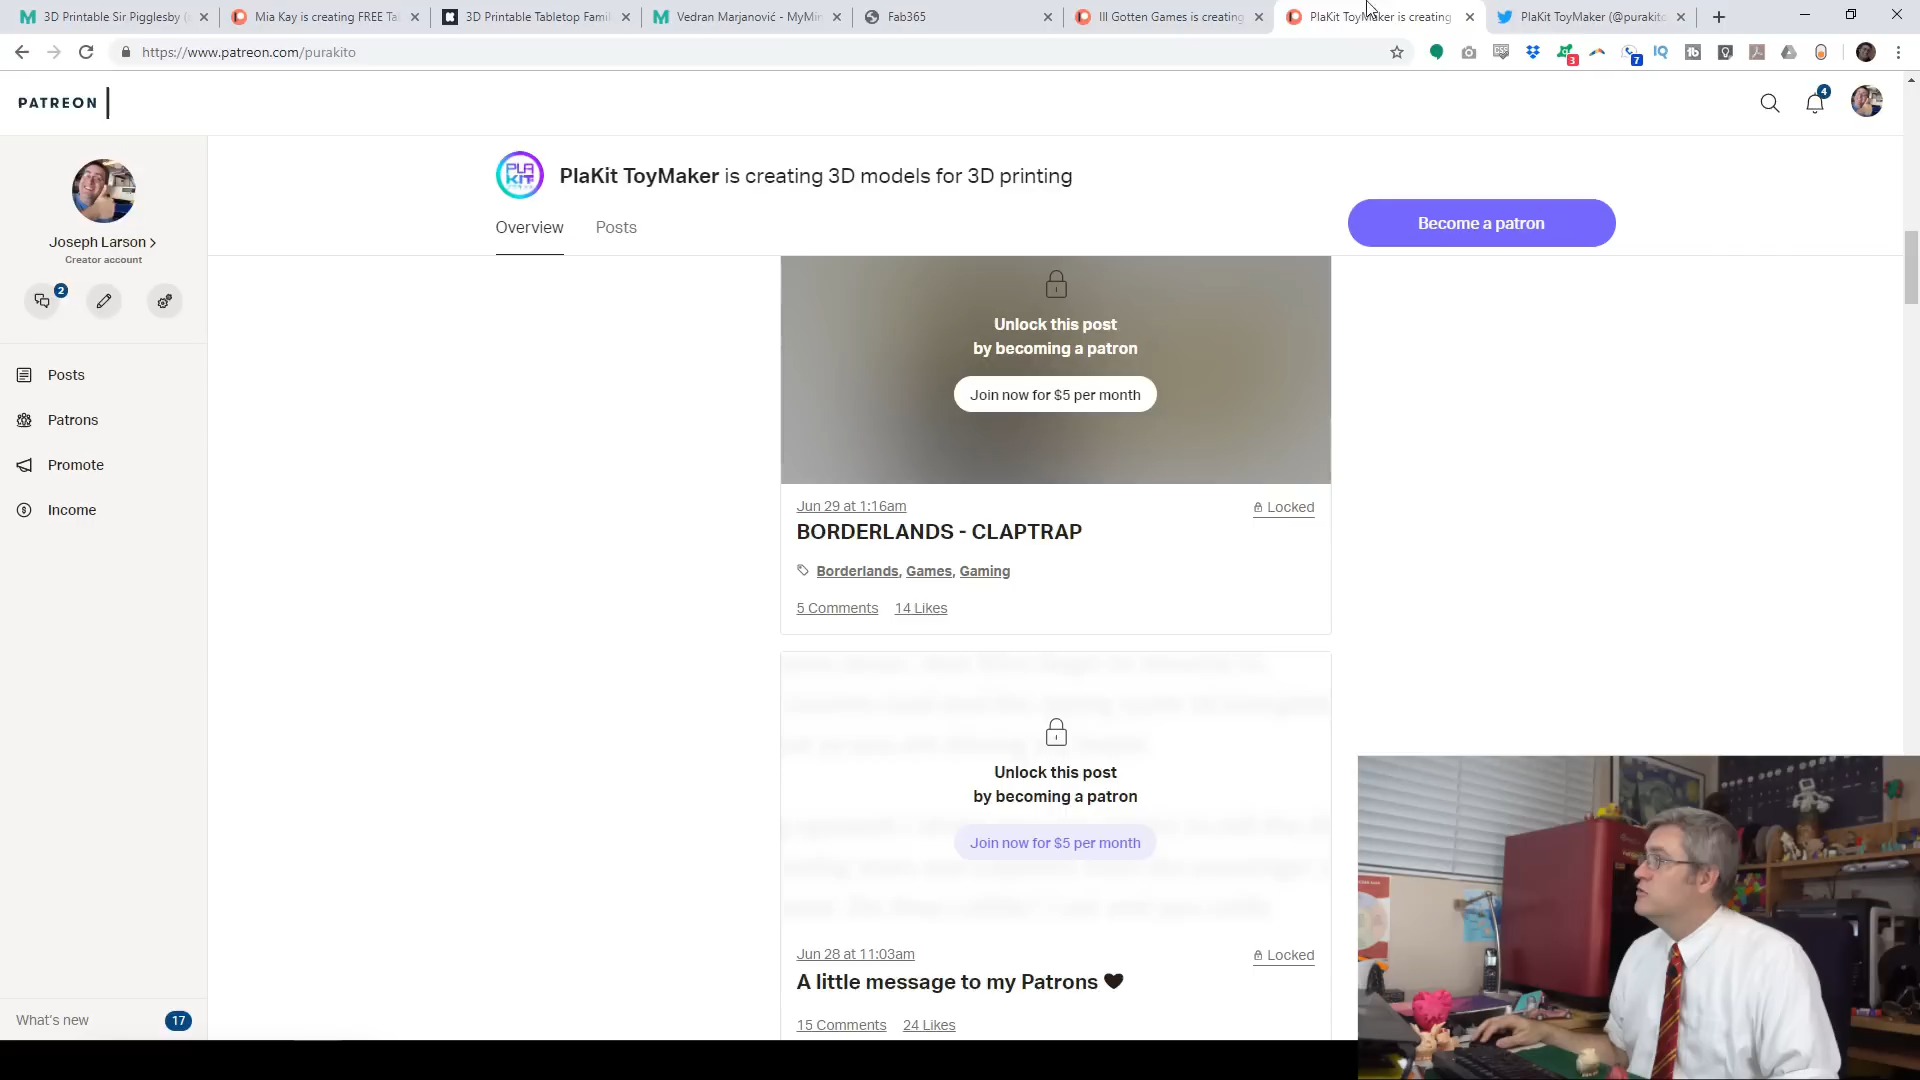 3D Printable Sir Pigglesby
Mia Kay is creating FREE Ta
3D Printable Tabletop Famil
Vedran Marjanović - MyMin
Fab365
Ill Gotten Games is creating
PlaKit ToyMaker is creating
PlaKit ToyMaker (@purakito
https://www.patreon.com/purakito
3
7
IQ
PATREON
4
PLA
KIT
PlaKit ToyMaker is creating 3D models for 3D printing
Overview
Posts
Become a patron
Joseph Larson
Creator account
2
Posts
Patrons
Promote
Income
What's new
17
Unlock this post
by becoming a patron
Join now for $5 per month
Jun 29 at 1:16am
Locked
BORDERLANDS - CLAPTRAP
Borderlands, Games, Gaming
5 Comments
14 Likes
Unlock this post
by becoming a patron
Join now for $5 per month
Jun 28 at 11:03am
Locked
A little message to my Patrons ♥
15 Comments
24 Likes